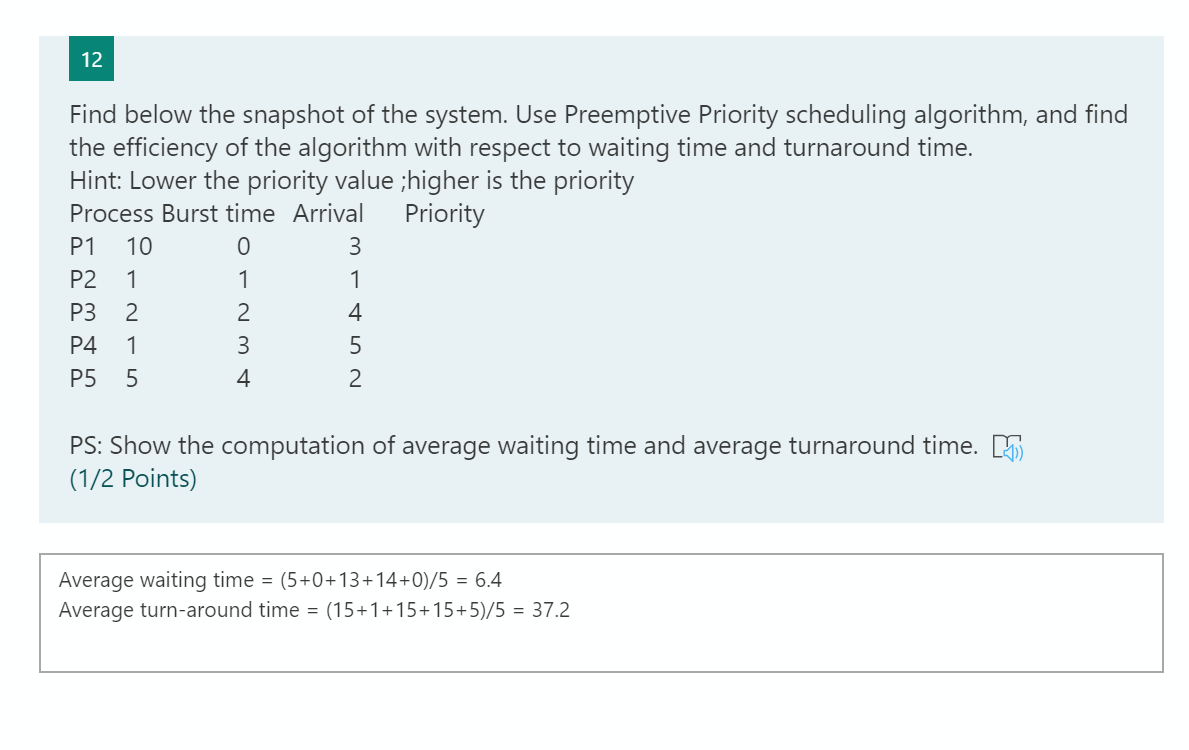 12
Find below the snapshot of the system. Use Preemptive Priority scheduling algorithm, and find
the efficiency of the algorithm with respect to waiting time and turnaround time.
Hint: Lower the priority value ;higher is the priority
Process Burst time Arrival Priority
P1 10 0 3
P2 1 1 1
P3 2 2 4
P4 1 3 5
P5 5 4 2
PS: Show the computation of average waiting time and average turnaround time.
(1/2 Points)
Average waiting time = (5+0+13+14+0)/5 = 6.4
Average turn-around time = (15+1+15+15+5)/5 = 37.2